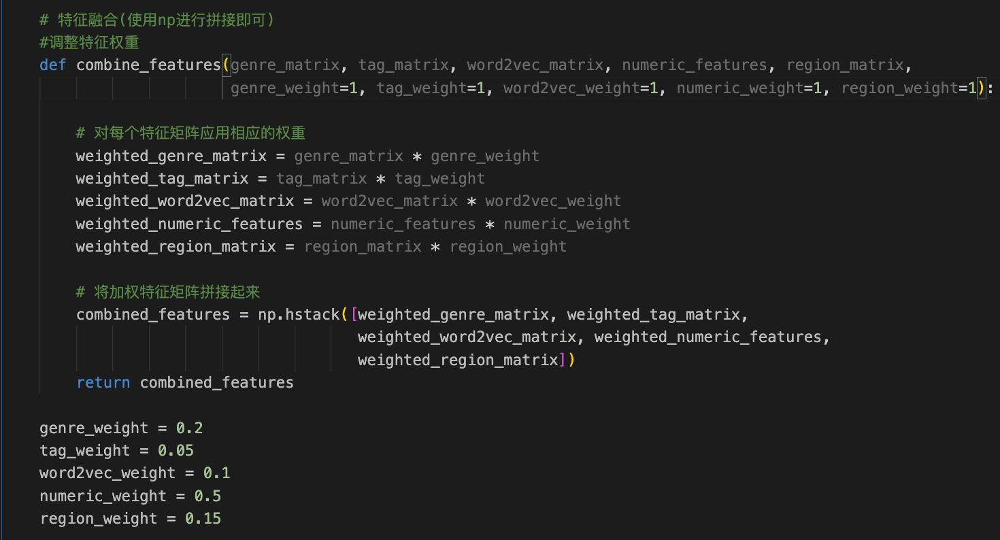 # 特征融合(使用np进行拼接即可)
#调整特征权重
def combine_features(genre_matrix, tag_matrix, word2vec_matrix, numeric_features, region_matrix,
genre_weight=1, tag_weight=1, word2vec_weight=1, numeric_weight=1, region_weight=1):
# 对每个特征矩阵应用相应的权重
weighted_genre_matrix = genre_matrix * genre_weight
weighted_tag_matrix = tag_matrix * tag_weight
weighted_word2vec_matrix = word2vec_matrix * word2vec_weight
weighted_numeric_features = numeric_features * numeric_weight
weighted_region_matrix = region_matrix * region_weight
# 将加权特征矩阵拼接起来
combined_features = np.hstack([weighted_genre_matrix, weighted_tag_matrix,
weighted_word2vec_matrix, weighted_numeric_features,
weighted_region_matrix])
return combined_features
genre_weight = 0.2
tag_weight = 0.05
word2vec_weight = 0.1
numeric_weight = 0.5
region_weight = 0.15